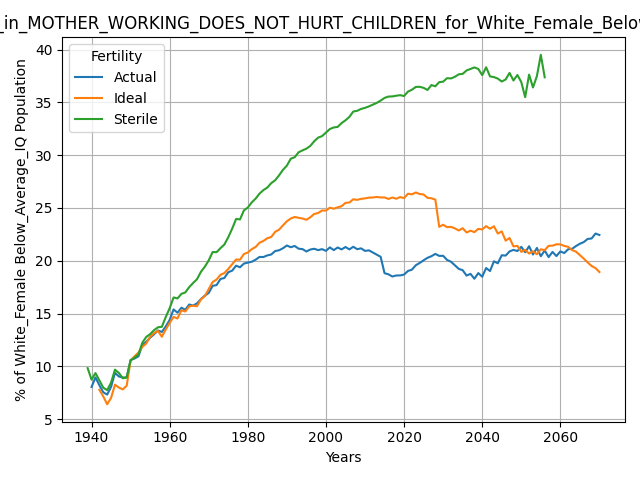 _in_MOTHER_WORKING_DOES_NOT_HURT_CHILDREN_for_White_Female_Below
% of White_Female Below_Average_IQ Population
40
35
30
25
20
15
10
5
Fertility
Actual
Ideal
Sterile
1940
1960
1980
2000
2020
2040
2060
Years